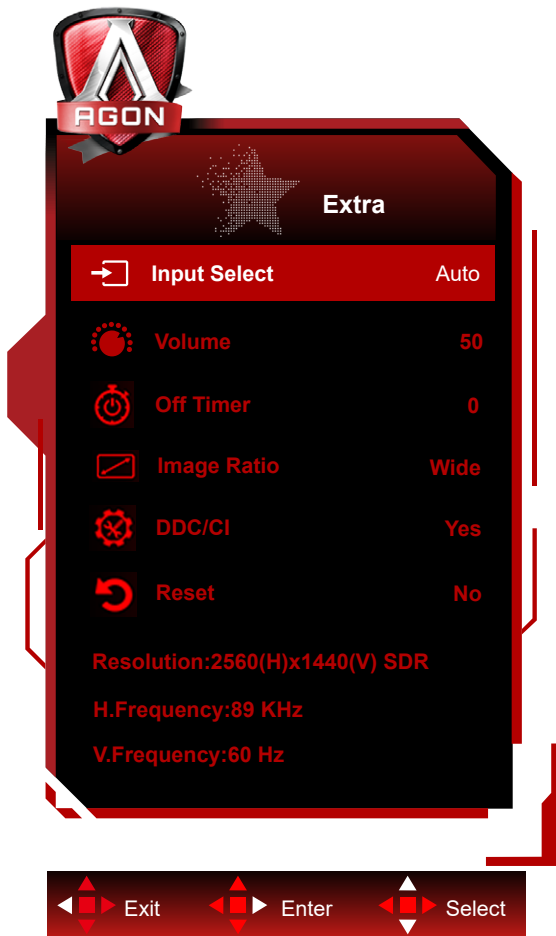 AGON
Extra
Input Select Auto
Volume 50
Off Timer 0
Image Ratio Wide
DDC/CI Yes
Reset No
Resolution:2560(H)x1440(V) SDR
H.Frequency:89 KHz
V.Frequency:60 Hz
Exit Enter Select